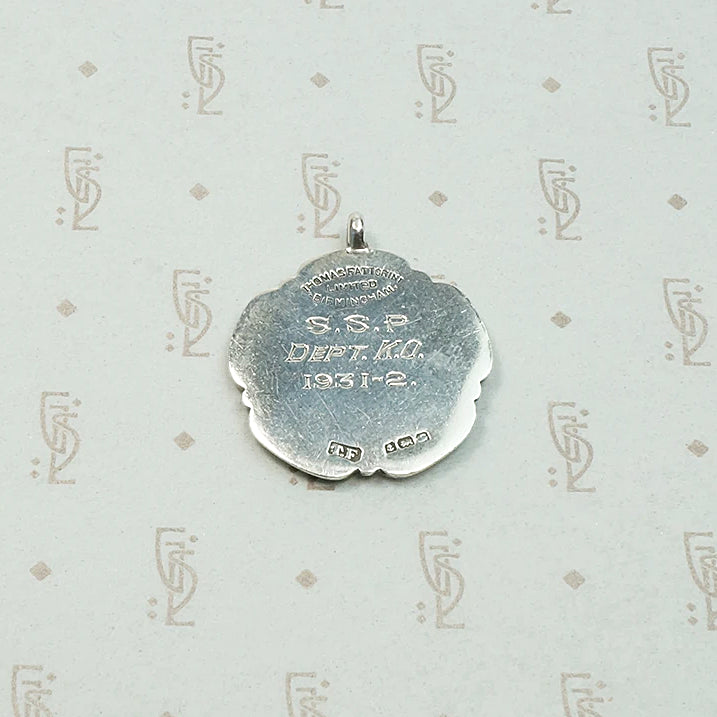 THOMAS FATTORINI
LIMITED
BIRMINGHAM.
S.S.P
DEPT. K.O.
1931-2.
T.F